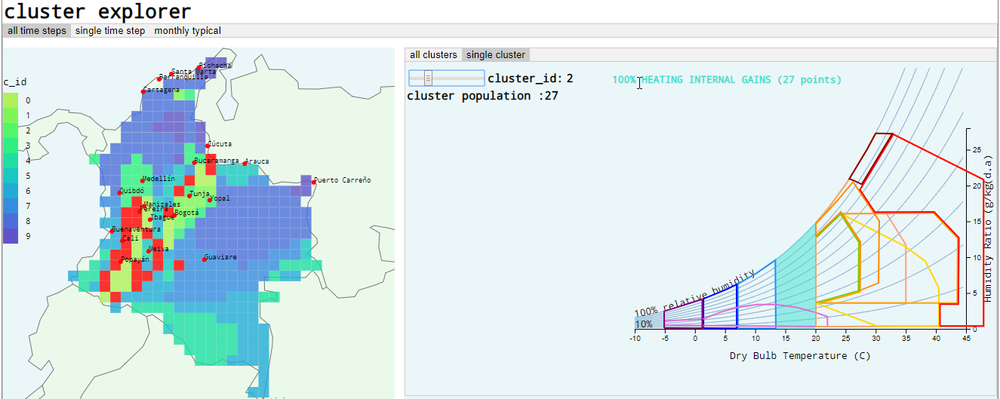 cluster explorer
all time steps single time step monthly typical
c_id
0
1
2
3
4
5
6
7
8
9
Riohacha
Santa Marta
Barranquilla
Cartagena
Cúcuta
Bucaramanga
Arauca
Medellín
Puerto Carreño
Quibdó
Tunja
Yopal
Manizales
Pereira
Bogotá
Ibagué
Buenaventura
Cali
Neiva
Popayán
Guaviare
all clusters single cluster
cluster_id: 2
cluster population :27
100% HEATING INTERNAL GAINS (27 points)
100% relative humidity
10%
25
20
15
10
5
0
Humidity Ratio (g/kg(d.a)
-10 -5 0 5 10 15 20 25 30 35 40 45
Dry Bulb Temperature (C)